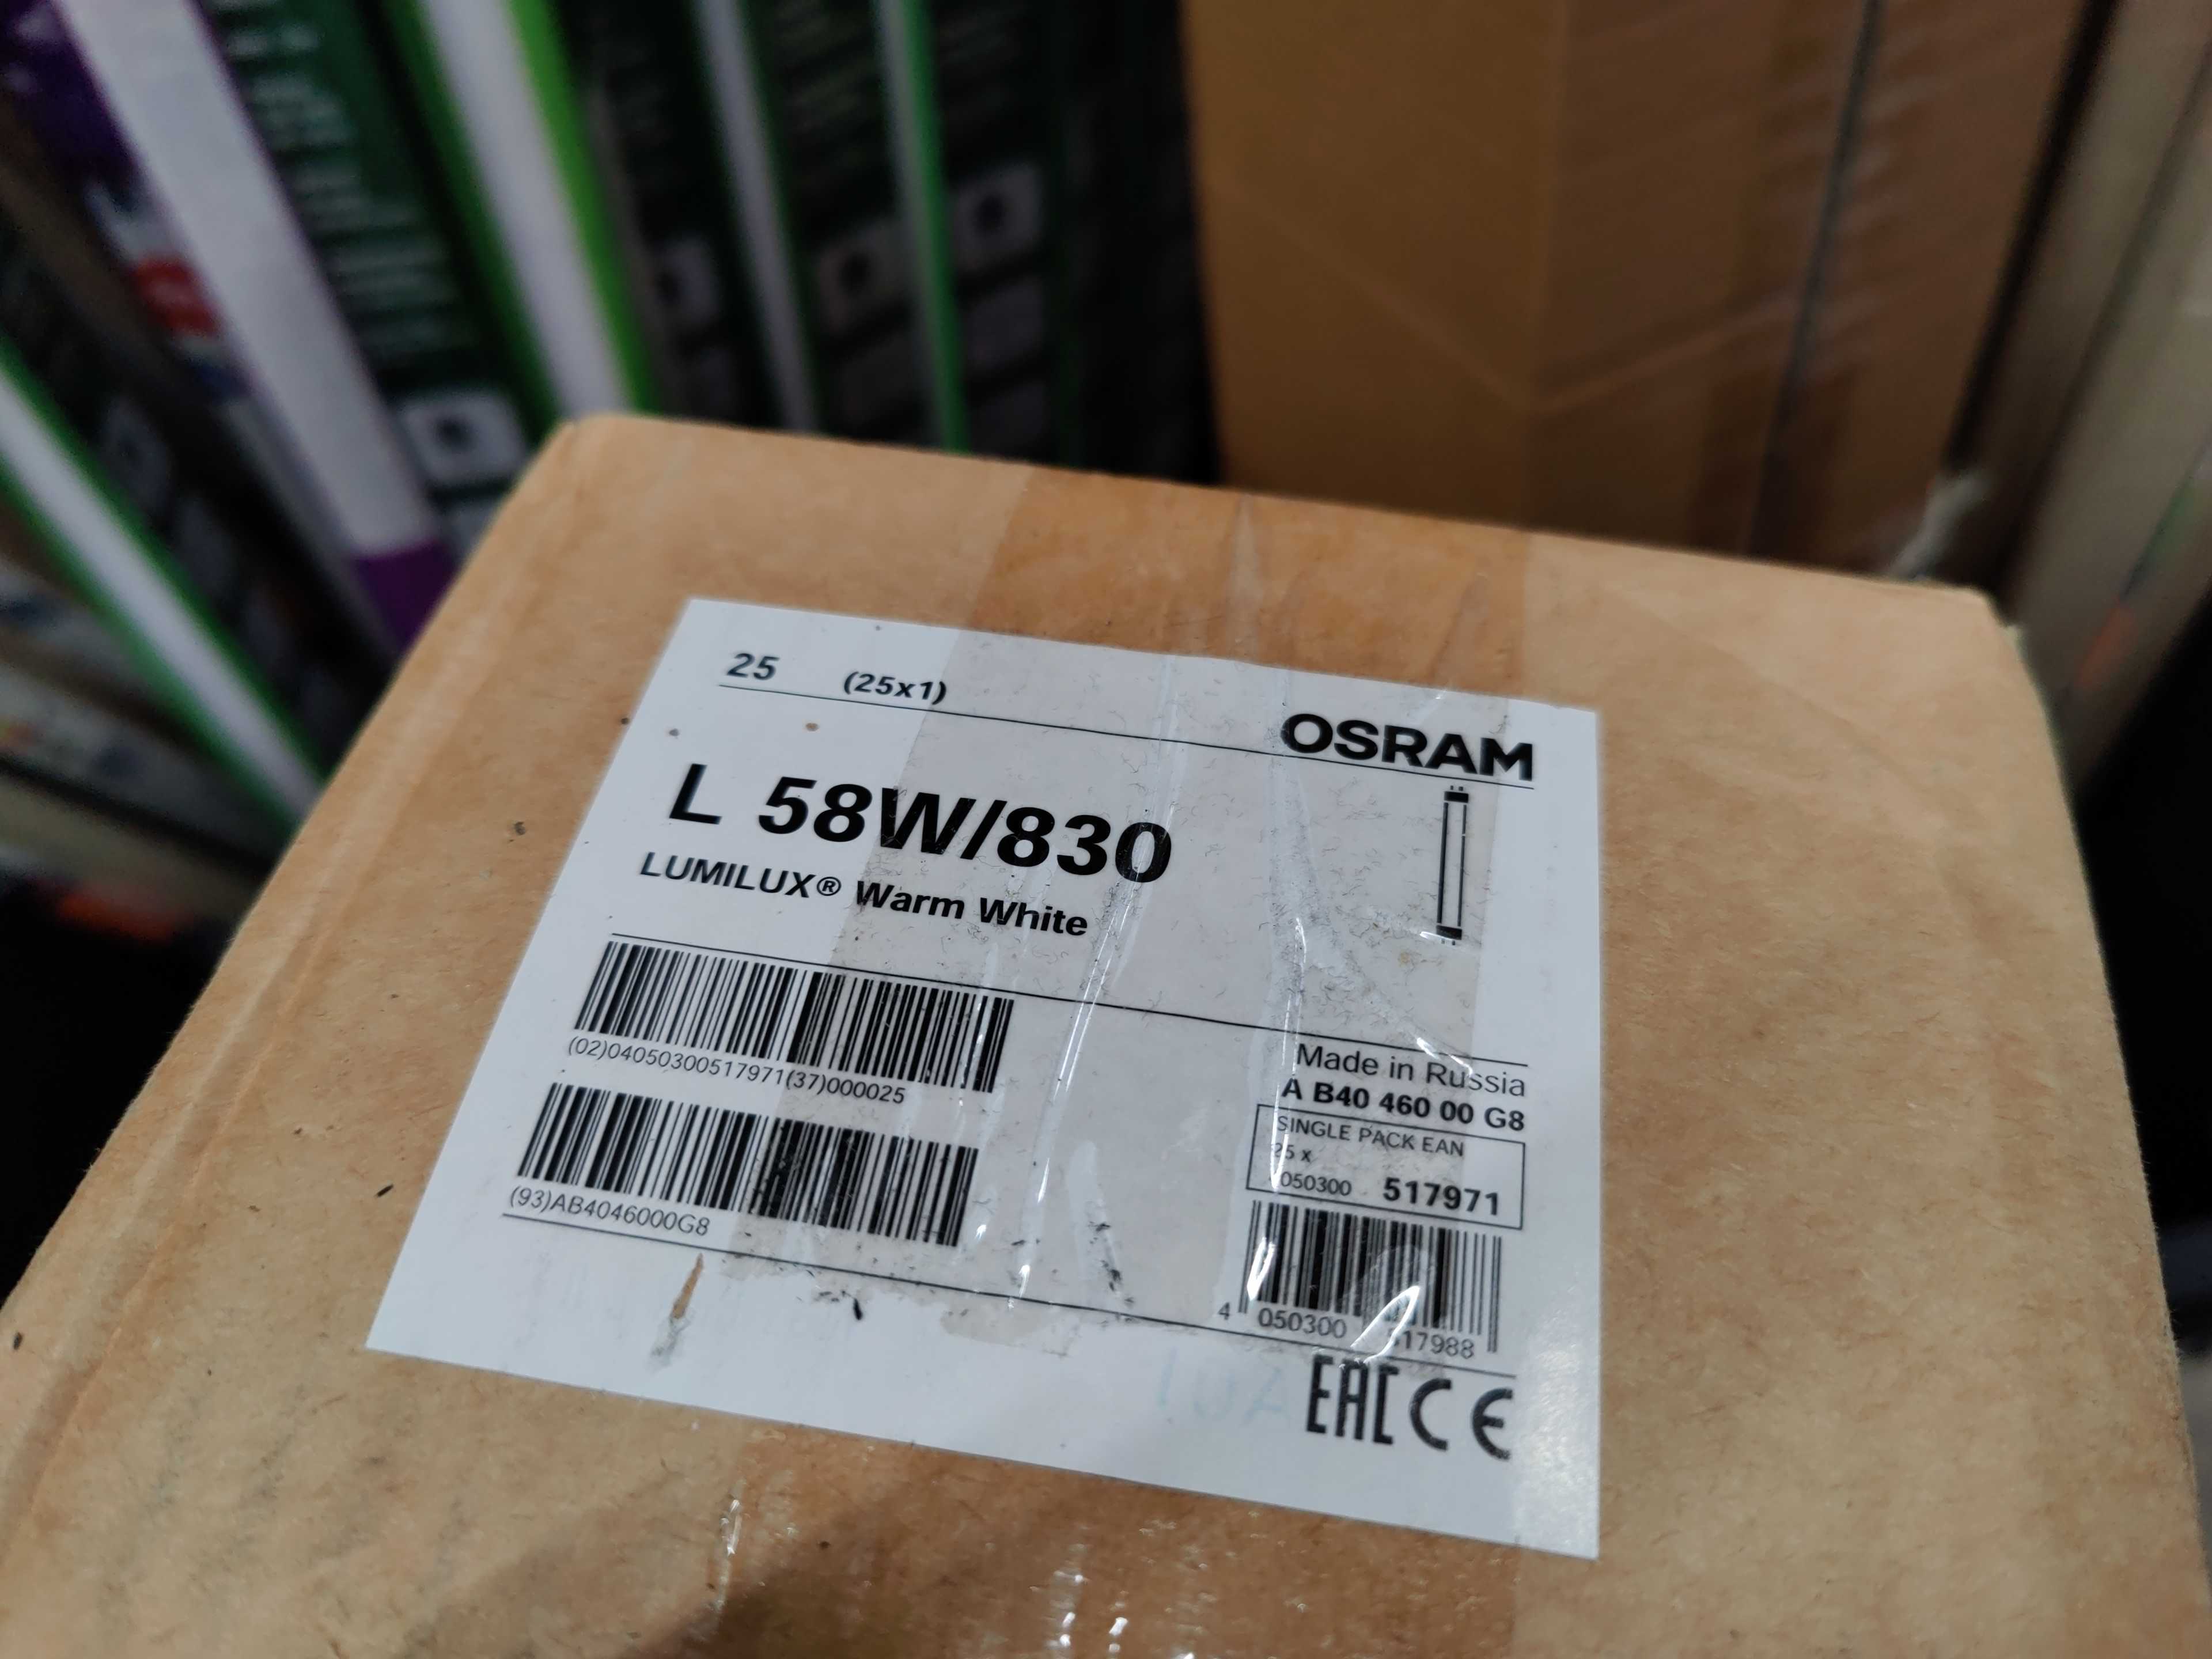 25 (25x1)
OSRAM
L 58W/830
LUMILUX® Warm White
(02)04050300517971(37)000025
(93)AB4046000G8
Made in Russia
A B40 460 00 G8
SINGLE PACK EAN
25 x
050300 517971
4 050300 517988
EAC CE